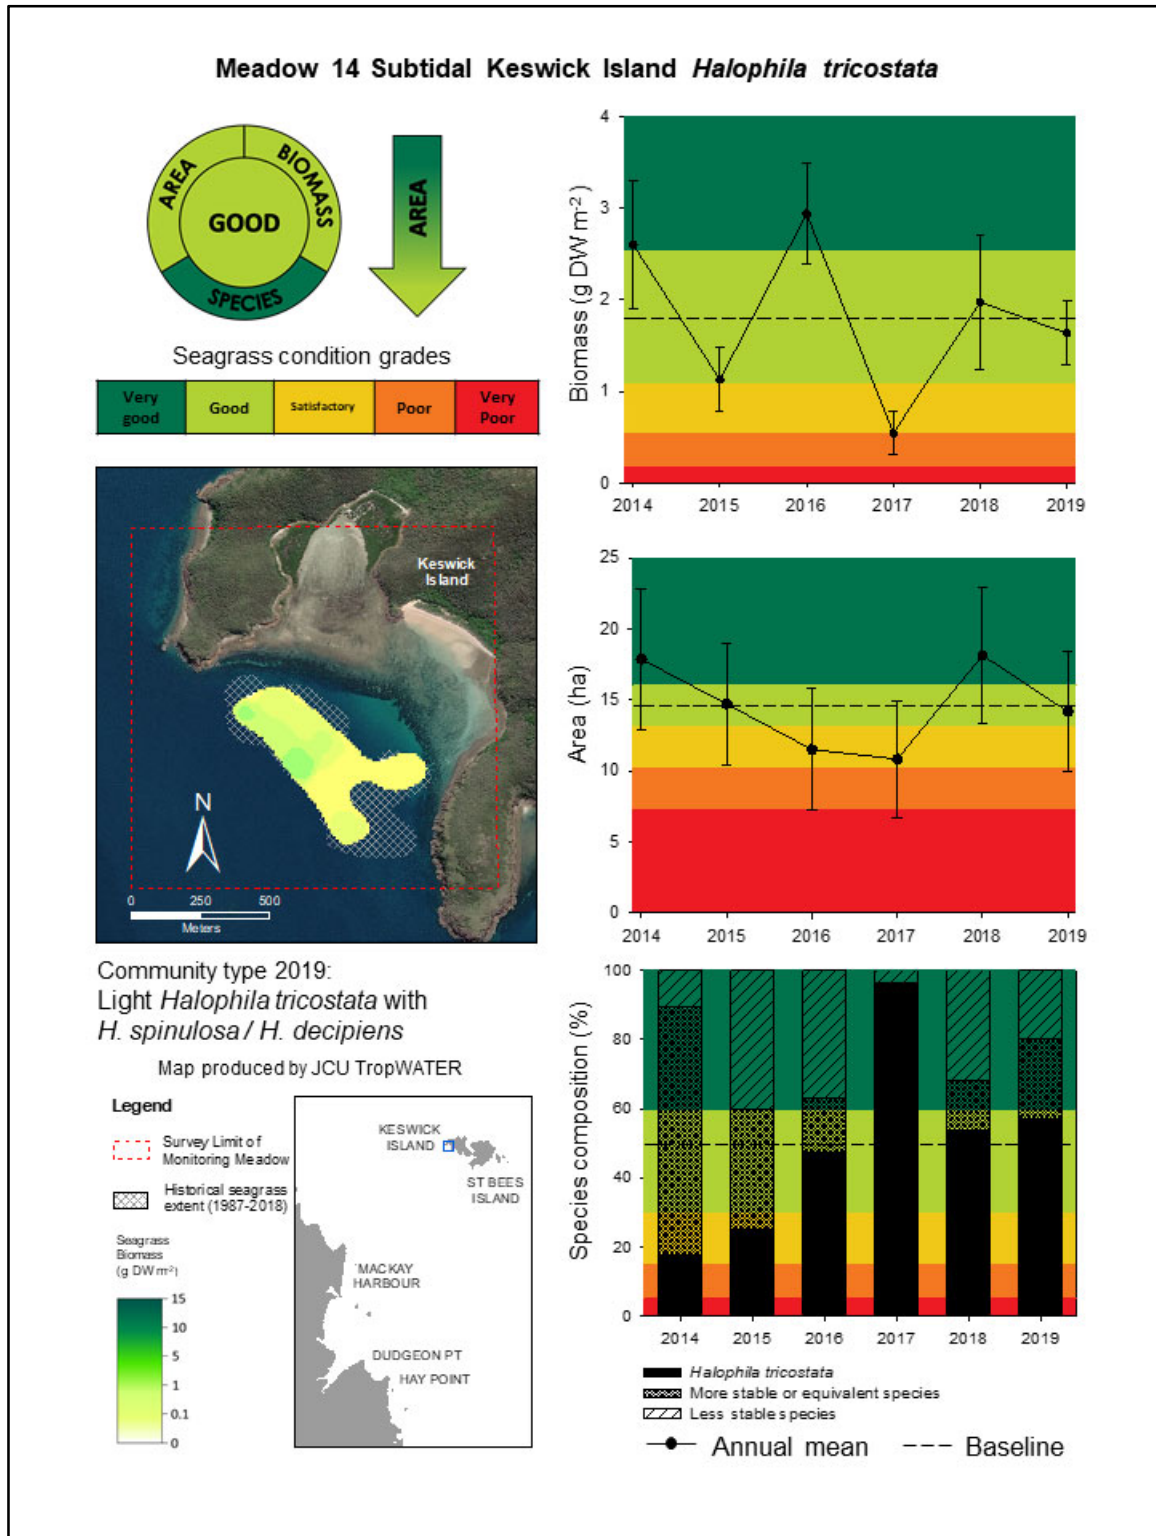 Meadow 14 Subtidal Keswick Island Halophila tricostata
AREA
BIOMASS
GOOD
SPECIES
AREA
Seagrass condition grades
Very good
Good
Satisfactory
Poor
Very Poor
Keswick
Island
N
0 250 500
Meters
Community type 2019:
Light Halophila tricostata with
H. spinulosa / H. decipiens
Map produced by JCU TropWATER
Legend
Survey Limit of
Monitoring Meadow
Historical seagrass
extent (1987-2018)
Seagrass
Biomass
(g DW m-2)
15
10
5
1
0.1
0
KESWICK
ISLAND
ST BEES
ISLAND
MACKAY
HARBOUR
DUDGEON PT
HAY POINT
Biomass (g DW m-2)
4
3
2
1
0
2014 2015 2016 2017 2018 2019
Area (ha)
25
20
15
10
5
0
2014 2015 2016 2017 2018 2019
Species composition (%)
100
80
60
40
20
0
2014 2015 2016 2017 2018 2019
Halophila tricostata
More stable or equivalent species
Less stable species
Annual mean
Baseline